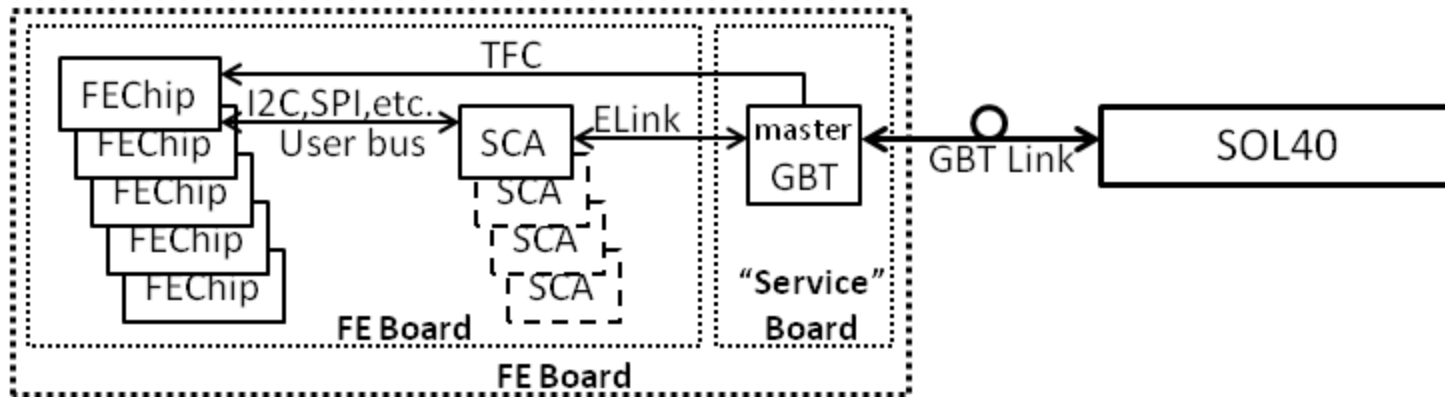 TFC
FEChip
I2C,SPI,etc.
User bus
FEChip
FEChip
FEChip
FEChip
SCA
SCA
SCA
SCA
ELink
master
GBT
GBT Link
SOL40
“Service”
Board
FE Board
FE Board